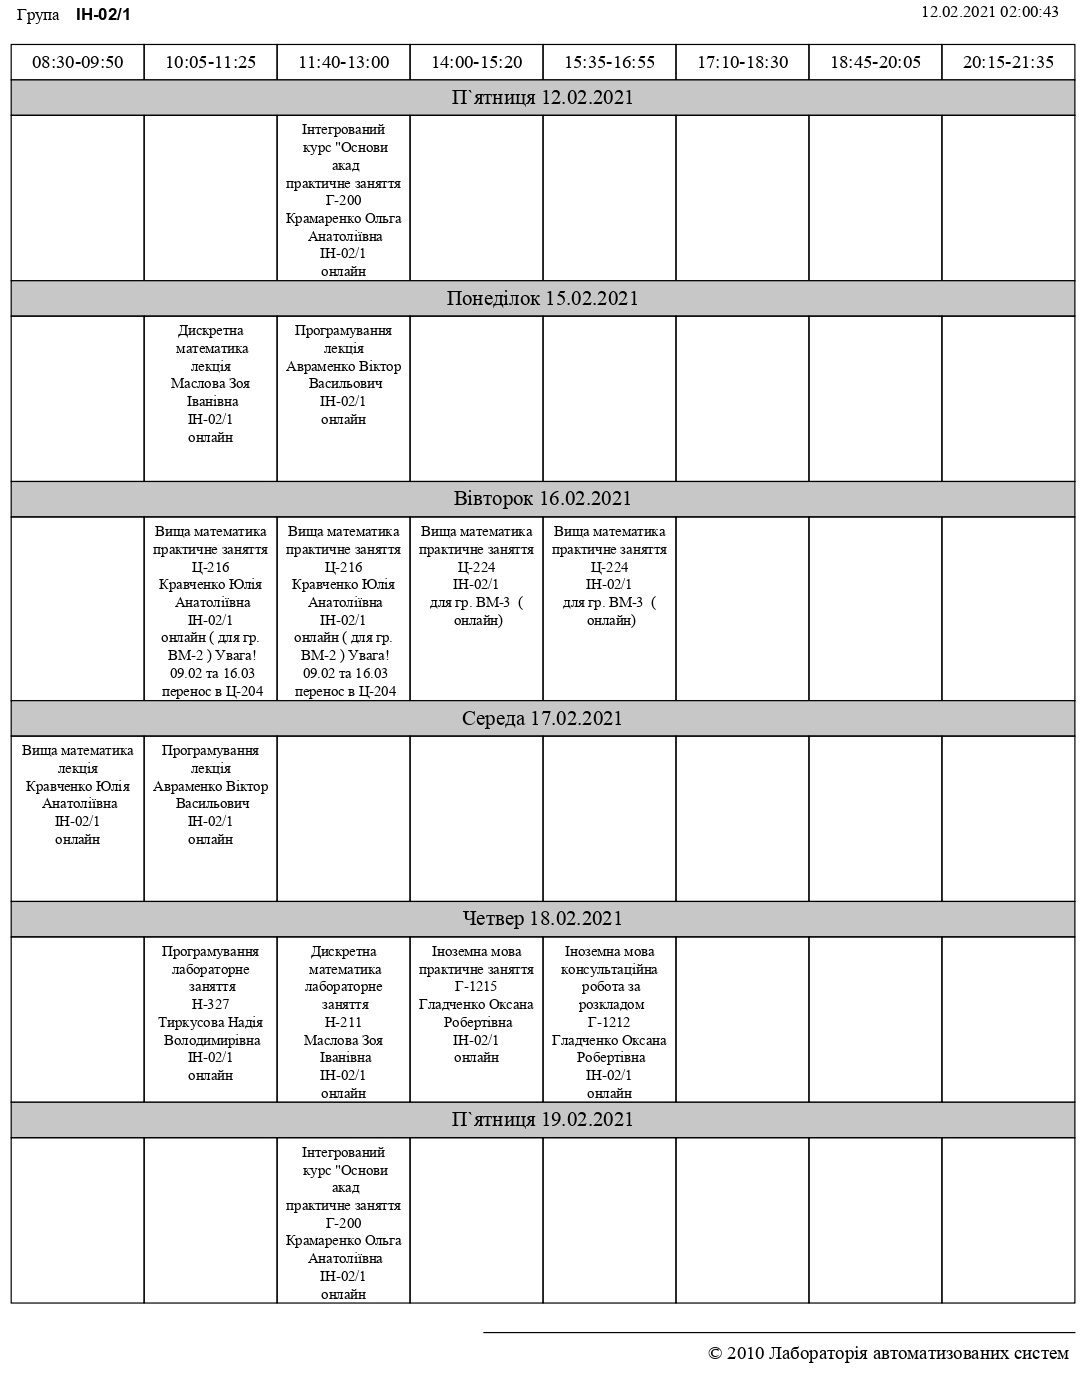 Група ІН-02/1
12.02.2021 02:00:43
08:30-09:50 10:05-11:25 11:40-13:00 14:00-15:20 15:35-16:55 17:10-18:30 18:45-20:05 20:15-21:35
П`ятниця 12.02.2021
Інтегрований
курс "Основи
акад
практичне заняття
Г-200
Крамаренко Ольга
Анатоліївна
ІН-02/1
онлайн
Понеділок 15.02.2021
Дискретна
математика
лекція
Маслова Зоя
Іванівна
ІН-02/1
онлайн
Програмування
лекція
Авраменко Віктор
Васильович
ІН-02/1
онлайн
Вівторок 16.02.2021
Вища математика
практичне заняття
Ц-216
Кравченко Юлія
Анатоліївна
ІН-02/1
онлайн ( для гр.
ВМ-2 ) Увага!
09.02 та 16.03
перенос в Ц-204
Вища математика
практичне заняття
Ц-216
Кравченко Юлія
Анатоліївна
ІН-02/1
онлайн ( для гр.
ВМ-2 ) Увага!
09.02 та 16.03
перенос в Ц-204
Вища математика
практичне заняття
Ц-224
ІН-02/1
для гр. ВМ-3 (
онлайн)
Вища математика
практичне заняття
Ц-224
ІН-02/1
для гр. ВМ-3 (
онлайн)
Середа 17.02.2021
Вища математика
лекція
Кравченко Юлія
Анатоліївна
ІН-02/1
онлайн
Програмування
лекція
Авраменко Віктор
Васильович
ІН-02/1
онлайн
Четвер 18.02.2021
Програмування
лабораторне
заняття
Н-327
Тиркусова Надія
Володимирівна
ІН-02/1
онлайн
Дискретна
математика
лабораторне
заняття
Н-211
Маслова Зоя
Іванівна
ІН-02/1
онлайн
Іноземна мова
практичне заняття
Г-1215
Гладченко Оксана
Робертівна
ІН-02/1
онлайн
Іноземна мова
консультаційна
робота за
розкладом
Г-1212
Гладченко Оксана
Робертівна
ІН-02/1
онлайн
П`ятниця 19.02.2021
Інтегрований
курс "Основи
акад
практичне заняття
Г-200
Крамаренко Ольга
Анатоліївна
ІН-02/1
онлайн
© 2010 Лабораторія автоматизованих систем